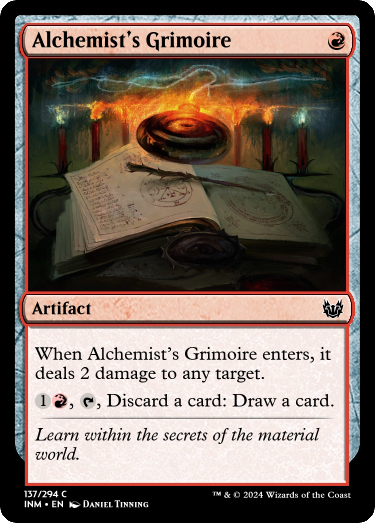 Alchemist's Grimoire
Artifact
When Alchemist's Grimoire enters, it
deals 2 damage to any target.
1 , , Discard a card: Draw a card.
Learn within the secrets of the material
world.
137/294 C
INM • EN Daniel Tinning
™ & © 2024 Wizards of the Coast